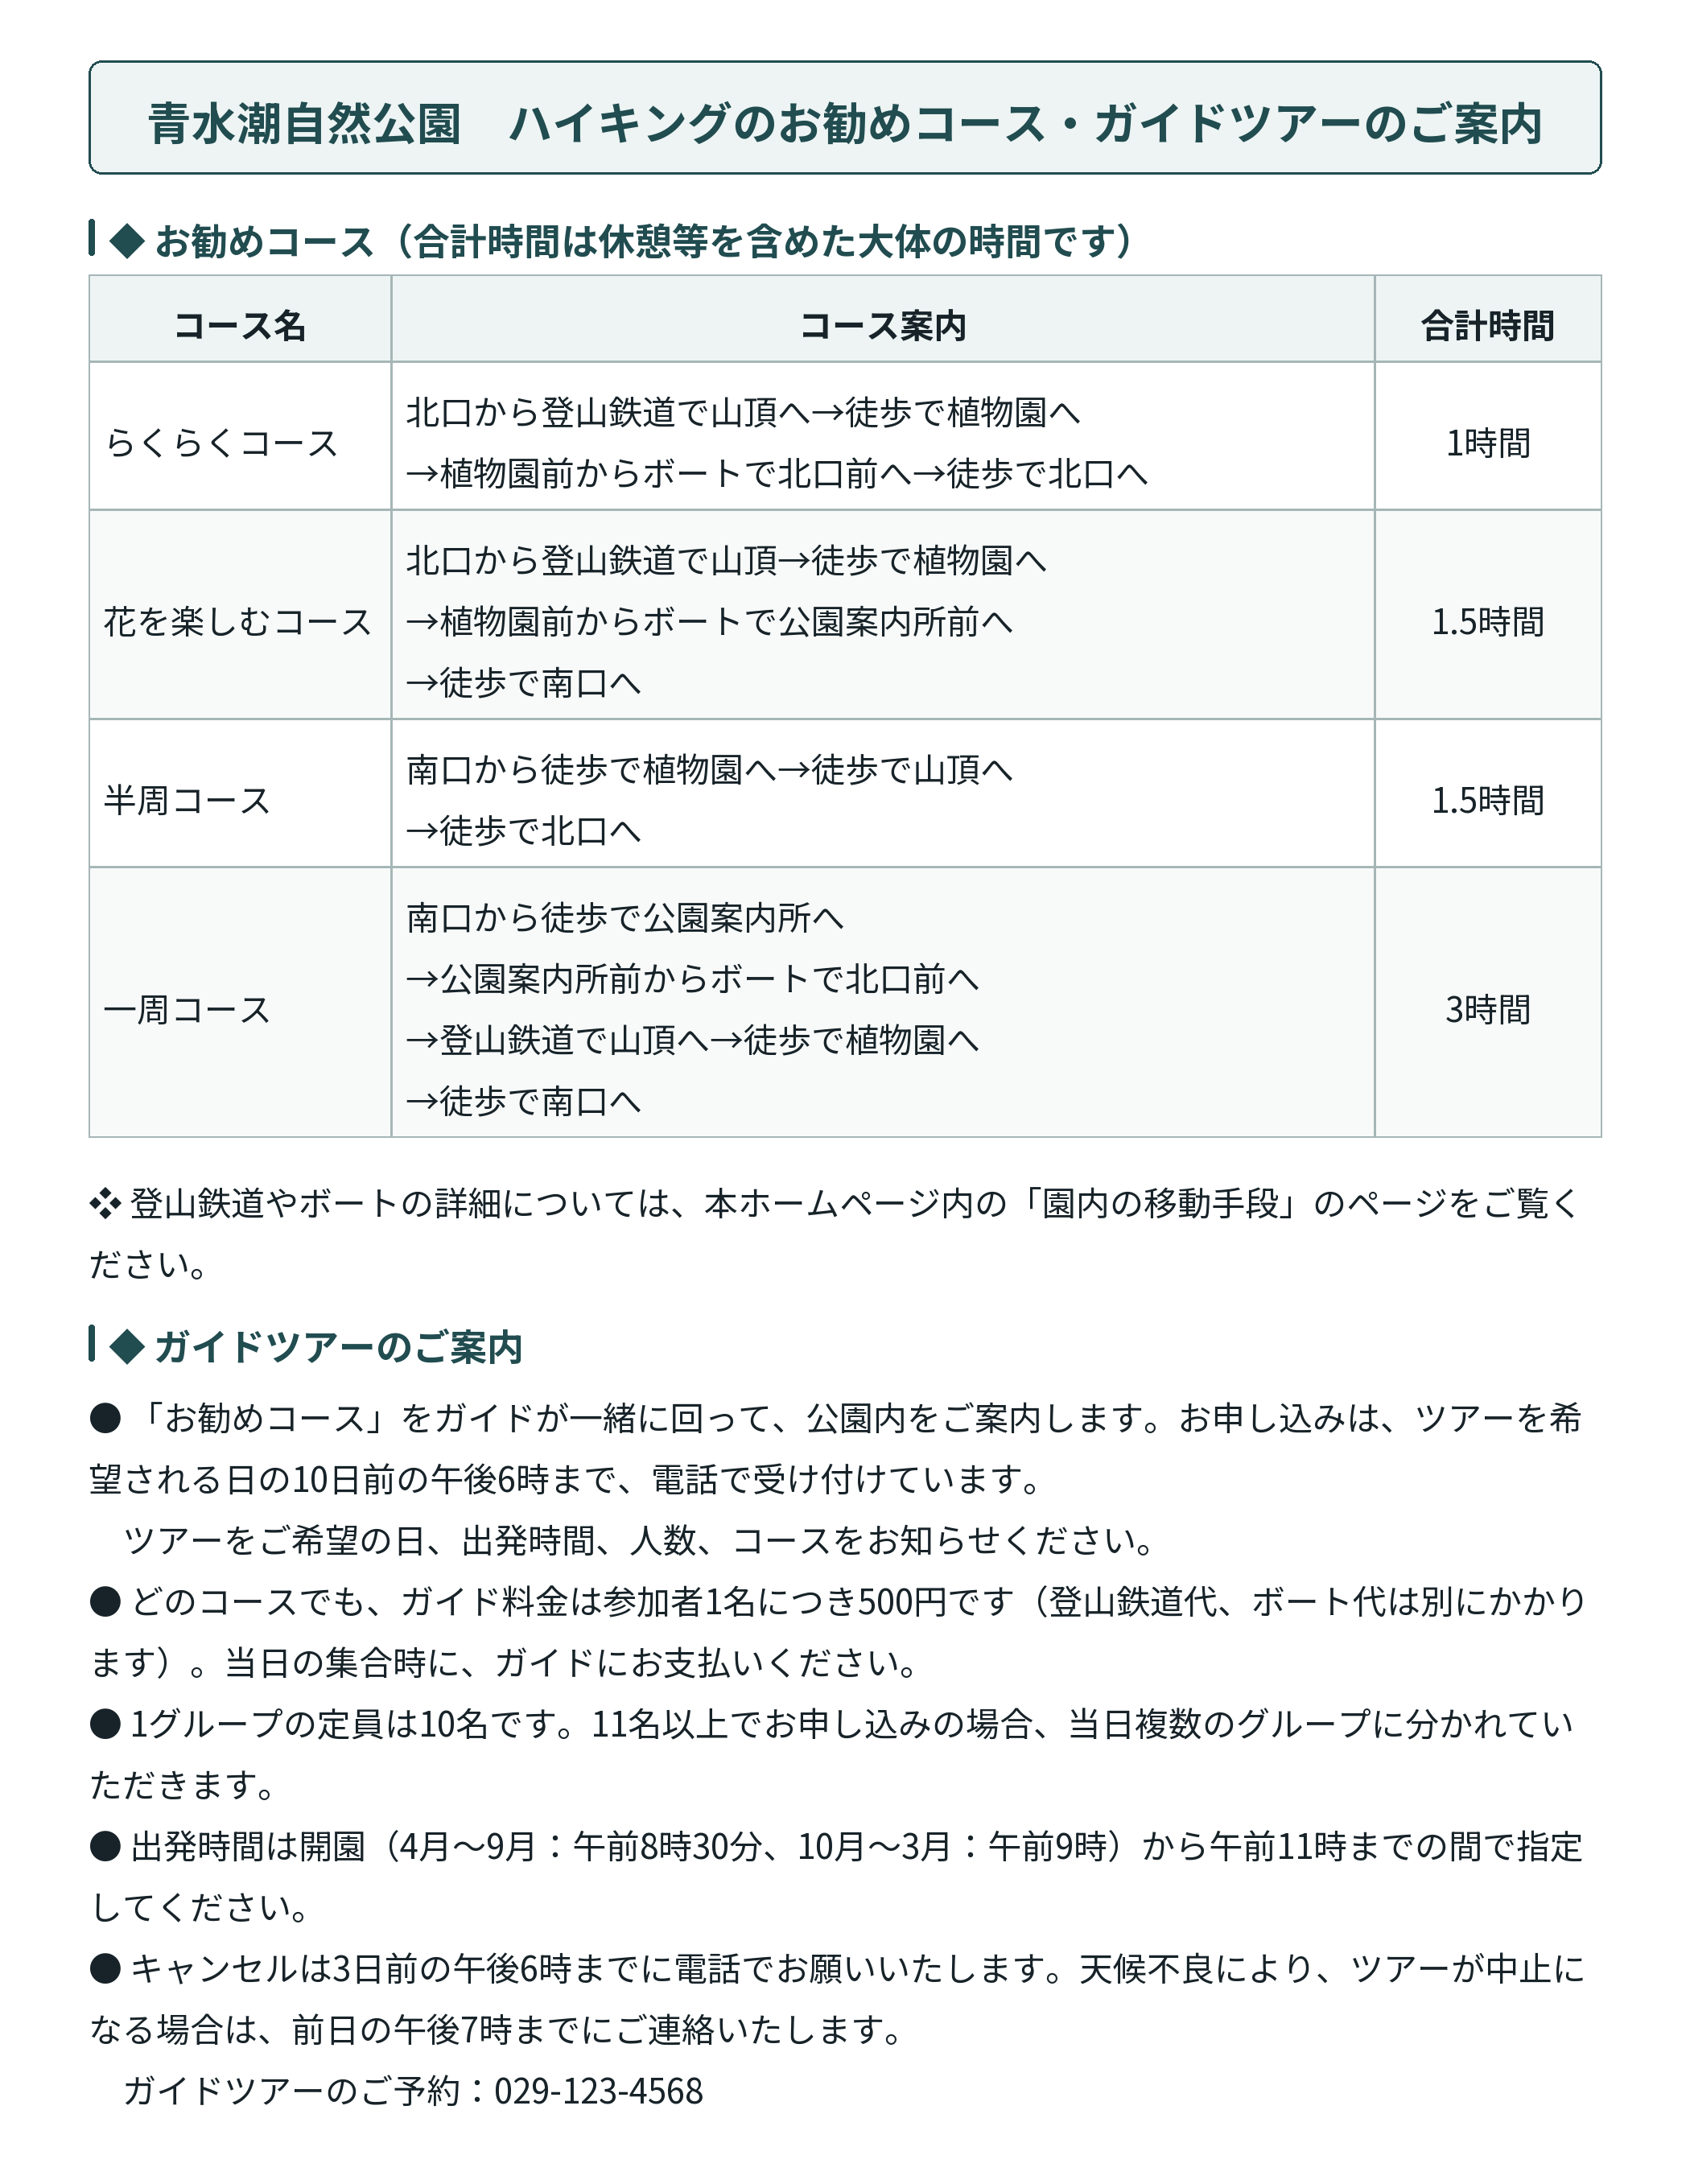 青水潮自然公園　ハイキングのお勧めコース・ガイドツアーのご案内
◆ お勧めコース（合計時間は休憩等を含めた大体の時間です）
コース名　コース案内　合計時間
らくらくコース
北口から登山鉄道で山頂へ→徒歩で植物園へ
→植物園前からボートで北口前へ→徒歩で北口へ
1時間
花を楽しむコース
北口から登山鉄道で山頂→徒歩で植物園へ
→植物園前からボートで公園案内所前へ
→徒歩で南口へ
1.5時間
半周コース
南口から徒歩で植物園へ→徒歩で山頂へ
→徒歩で北口へ
1.5時間
一周コース
南口から徒歩で公園案内所へ
→公園案内所前からボートで北口前へ
→登山鉄道で山頂へ→徒歩で植物園へ
→徒歩で南口へ
3時間
❖ 登山鉄道やボートの詳細については、本ホームページ内の「園内の移動手段」のページをご覧く
ださい。
◆ ガイドツアーのご案内
● 「お勧めコース」をガイドが一緒に回って、公園内をご案内します。お申し込みは、ツアーを希
望される日の10日前の午後6時まで、電話で受け付けています。
　ツアーをご希望の日、出発時間、人数、コースをお知らせください。
● どのコースでも、ガイド料金は参加者1名につき500円です（登山鉄道代、ボート代は別にかかり
ます）。当日の集合時に、ガイドにお支払いください。
● 1グループの定員は10名です。11名以上でお申し込みの場合、当日複数のグループに分かれてい
ただきます。
● 出発時間は開園（4月～9月：午前8時30分、10月～3月：午前9時）から午前11時までの間で指定
してください。
● キャンセルは3日前の午後6時までに電話でお願いいたします。天候不良により、ツアーが中止に
なる場合は、前日の午後7時までにご連絡いたします。
　ガイドツアーのご予約：029-123-4568